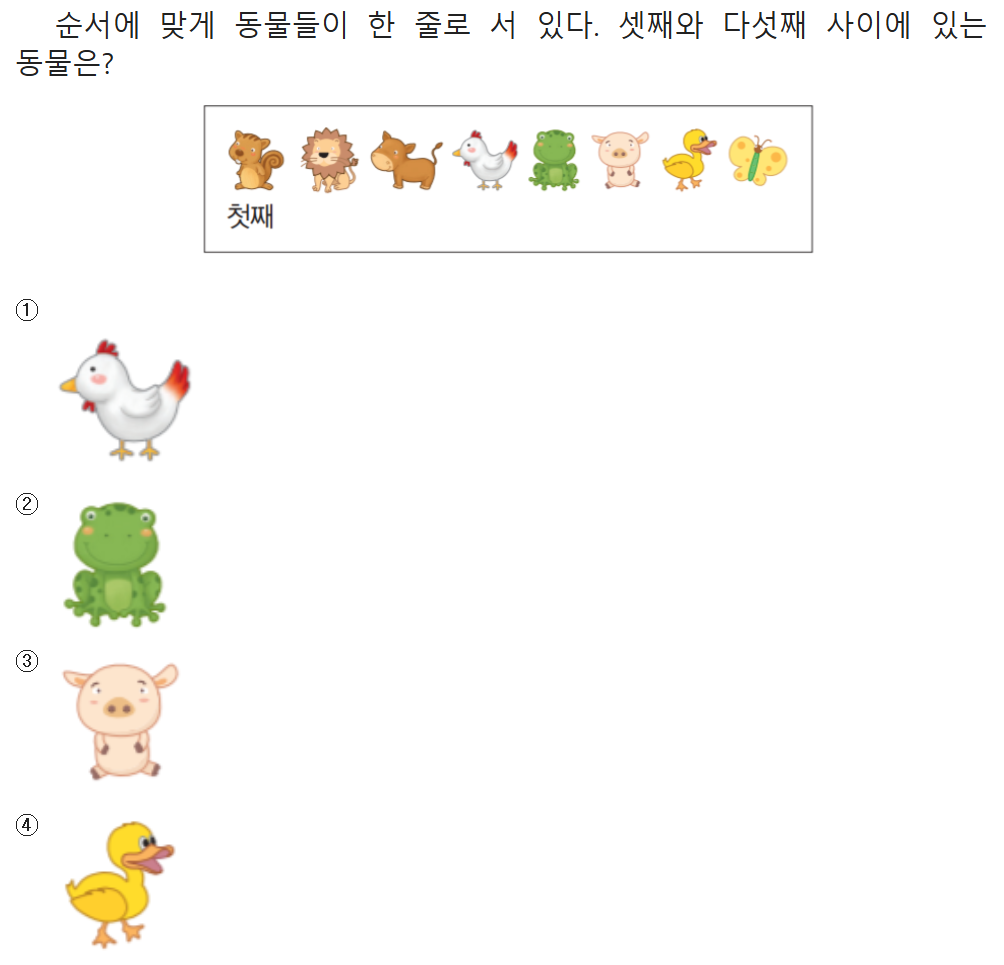 순서에 맞게 동물들이 한 줄로 서 있다. 셋째와 다섯째 사이에 있는
동물은?
첫째
①
②
③
④